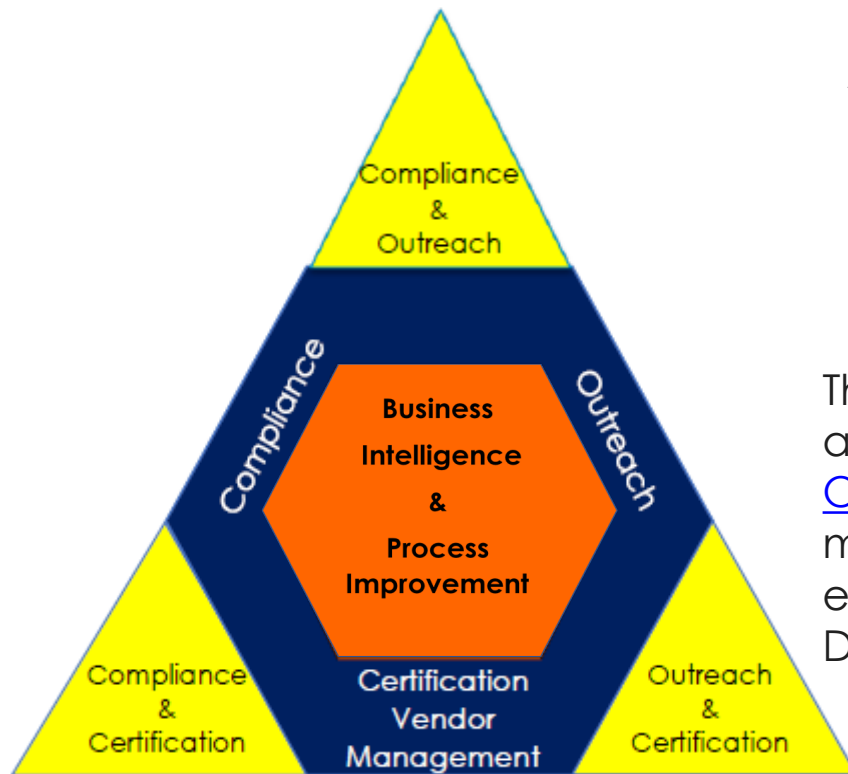 Compliance
&
Outreach
Compliance
Outreach
Business
Intelligence
&
Process
Improvement
Compliance
&
Certification
Certification
Vendor
Management
Outreach
&
Certification